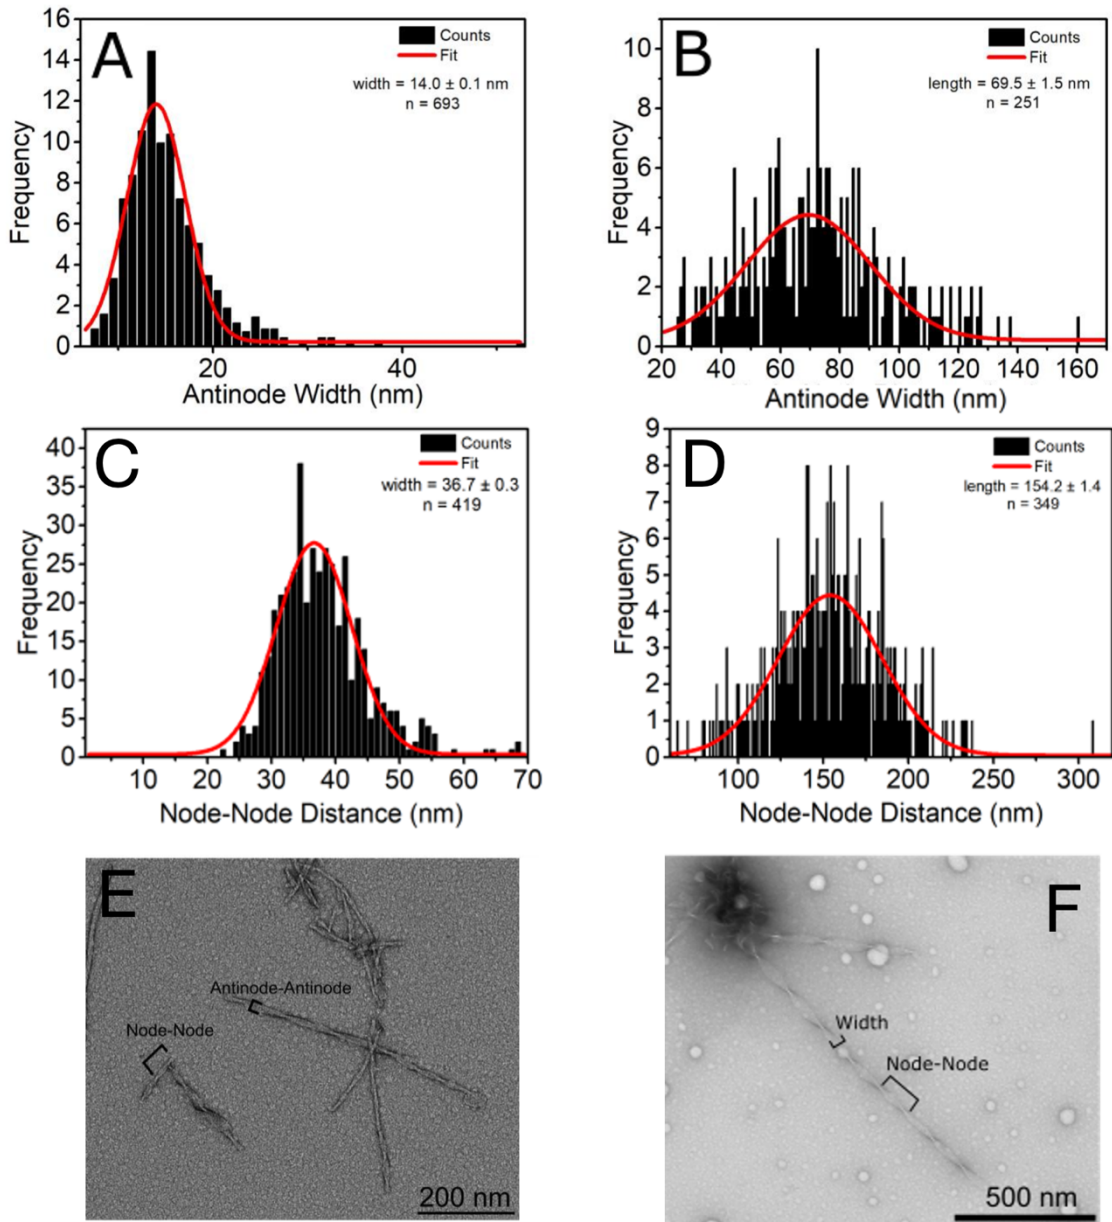 A
Counts
Fit
width = 14.0 ± 0.1 nm
n = 693
Frequency
16
14
12
10
8
6
4
2
0
20
40
Antinode Width (nm)
B
Counts
Fit
length = 69.5 ± 1.5 nm
n = 251
Frequency
10
8
6
4
2
0
20
40
60
80
100
120
140
160
Antinode Width (nm)
C
Counts
Fit
width = 36.7 ± 0.3
n = 419
Frequency
40
35
30
25
20
15
10
5
0
10
20
30
40
50
60
70
Node-Node Distance (nm)
D
Counts
Fit
length = 154.2 ± 1.4
n = 349
Frequency
9
8
7
6
5
4
3
2
1
0
100
150
200
250
300
Node-Node Distance (nm)
E
Antinode-Antinode
Node-Node
200 nm
F
Width
Node-Node
500 nm